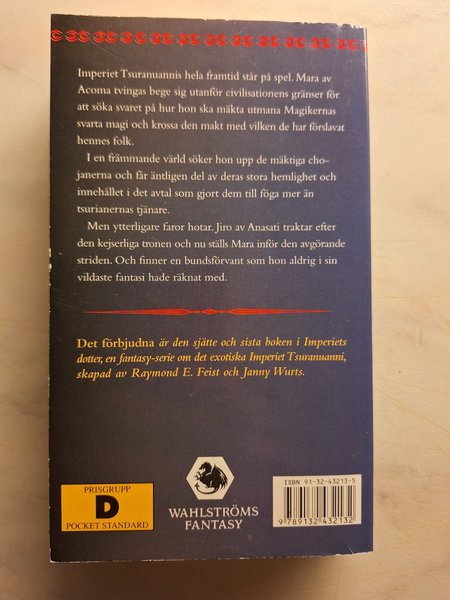 Imperiet Tsuranuannis hela framtid står på spel. Mara av
Acoma tvingas bege sig utanför civilisationens gränser för
att söka svaret på hur hon ska mäkta utmana Magikernas
svarta magi och krossa den makt med vilken de har förslavat
hennes folk.
I en främmande värld söker hon upp de mäktiga cho-
janerna och får äntligen del av deras stora hemlighet och
innehållet i det avtal som gjort dem till föga mer än
tsurianernas tjänare.
Men ytterligare faror hotar. Jiro av Anasati traktar efter
den kejserliga tronen och nu ställs Mara inför den avgörande
striden. Och finner en bundsförvant som hon aldrig i sin
vildaste fantasi hade räknat med.
Det förbjudna är den sjätte och sista boken i Imperiets
dotter, en fantasy-serie om det exotiska Imperiet Tsuranuanni,
skapad av Raymond E. Feist och Janny Wurts.
PRISGRUPP
D
POCKET STANDARD
WAHLSTRÖMS
FANTASY
ISBN 91-32-43213-5
9 789132 432132